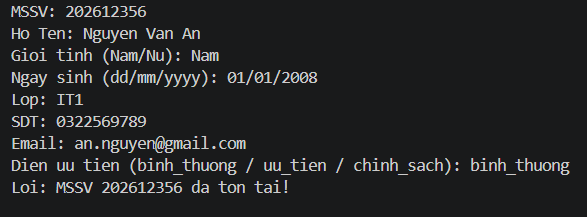 MSSV: 202612356
Ho Ten: Nguyen Van An
Gioi tinh (Nam/Nu): Nam
Ngay sinh (dd/mm/yyyy): 01/01/2008
Lop: IT1
SDT: 0322569789
Email: an.nguyen@gmail.com
Dien uu tien (binh_thuong / uu_tien / chinh_sach): binh_thuong
Loi: MSSV 202612356 da ton tai!